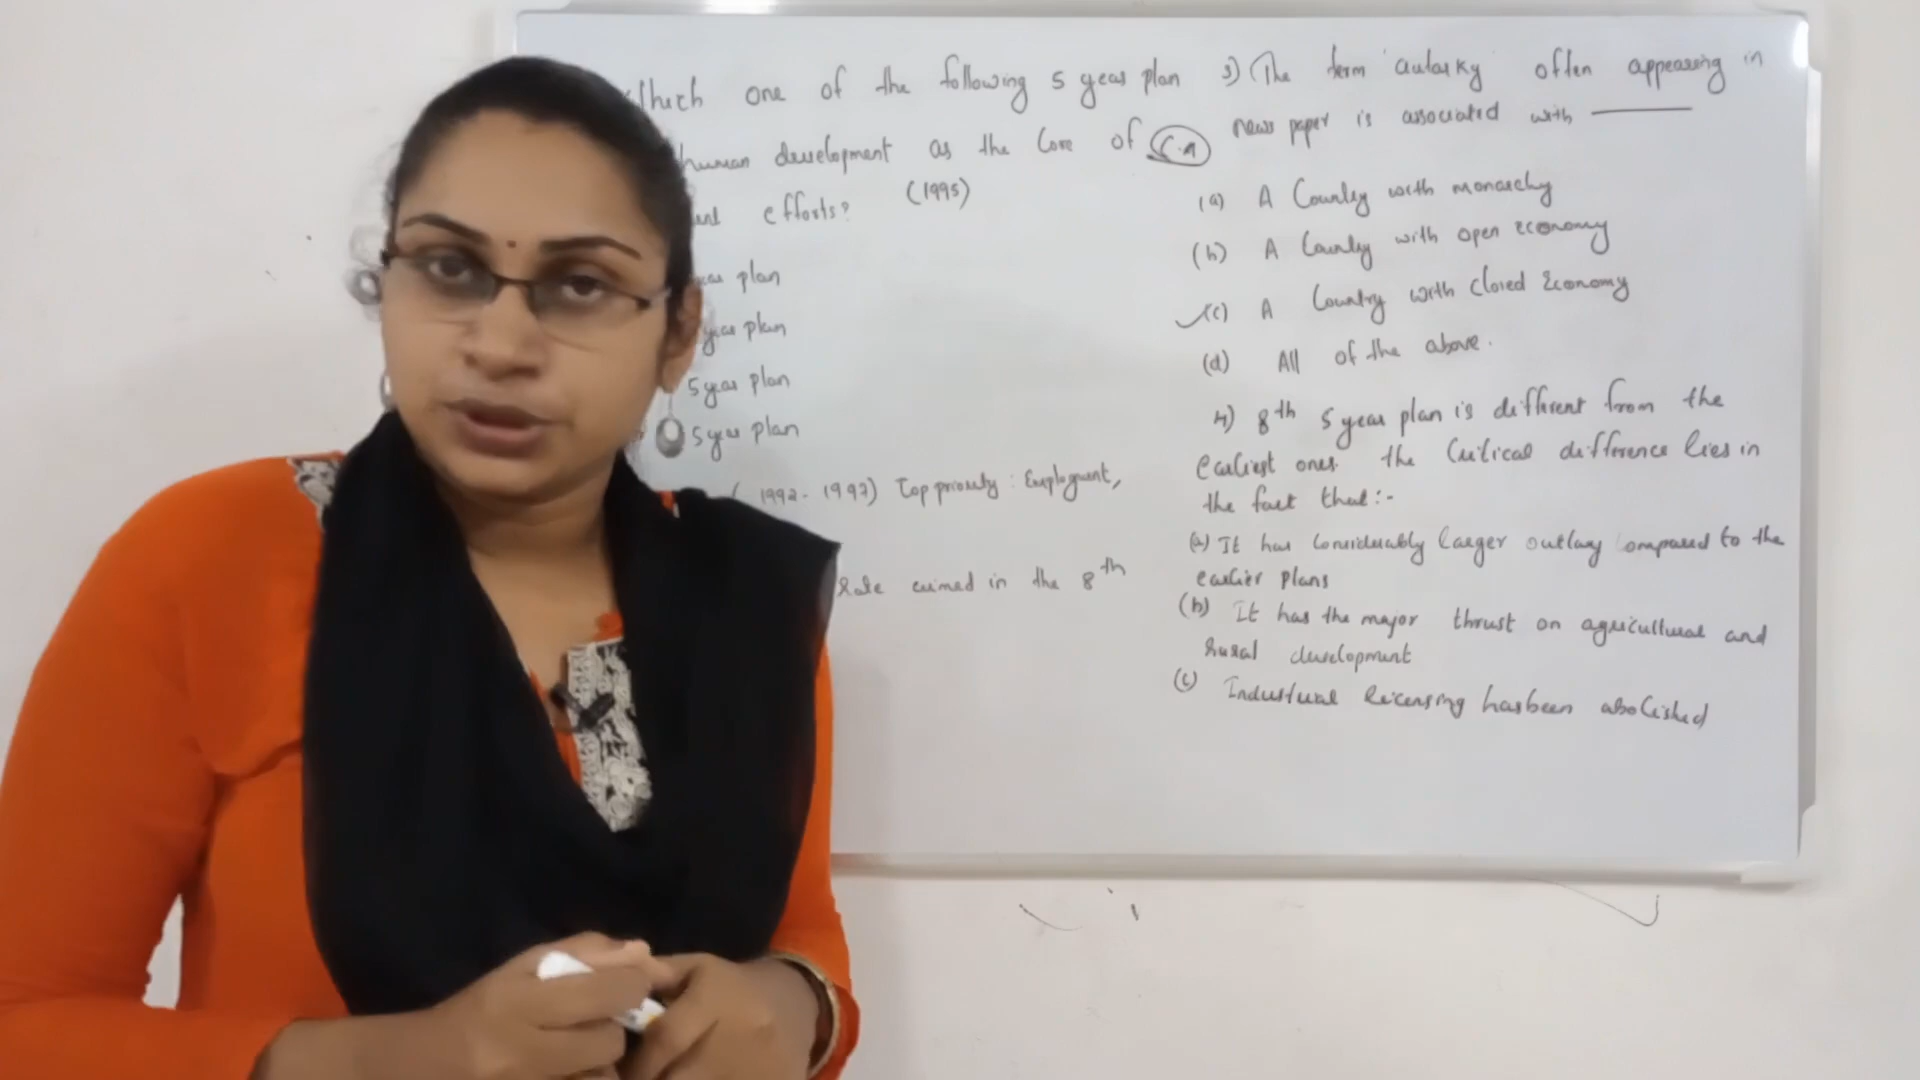 Which one of the following 5 year plan
human development as the Core of
efforts? (1995)
plan
year plan
5 year plan
5 year plan
(1992-1997) Top priority : Employment,
Rate aimed in the 8th
3) The term 'autarky' often appearing in
news paper is associated with ______
(a) A Country with monarchy
(b) A Country with open economy
(c) A Country with closed Economy
(d) All of the above.
4) 8th 5 year plan is different from the
earliest ones. the Critical difference lies in
the fact that:-
(a) It has considerably larger outlay compared to the
earlier plans
(b) It has the major thrust on agricultural and
rural development
(c) Industrial licensing has been abolished